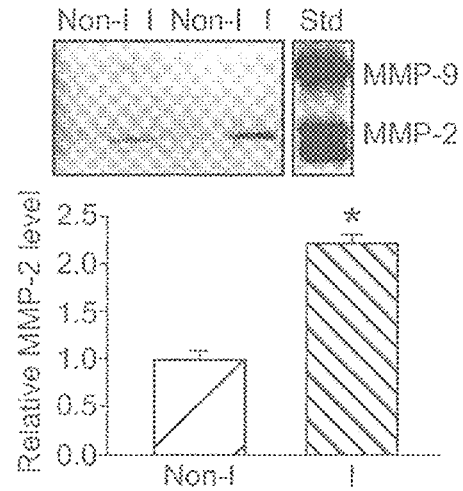 Non-I I Non-I I Std
MMP-9
MMP-2
Relative MMP-2 level
2.5
*
2.0
1.5
1.0
0.5
0.0
Non-I I